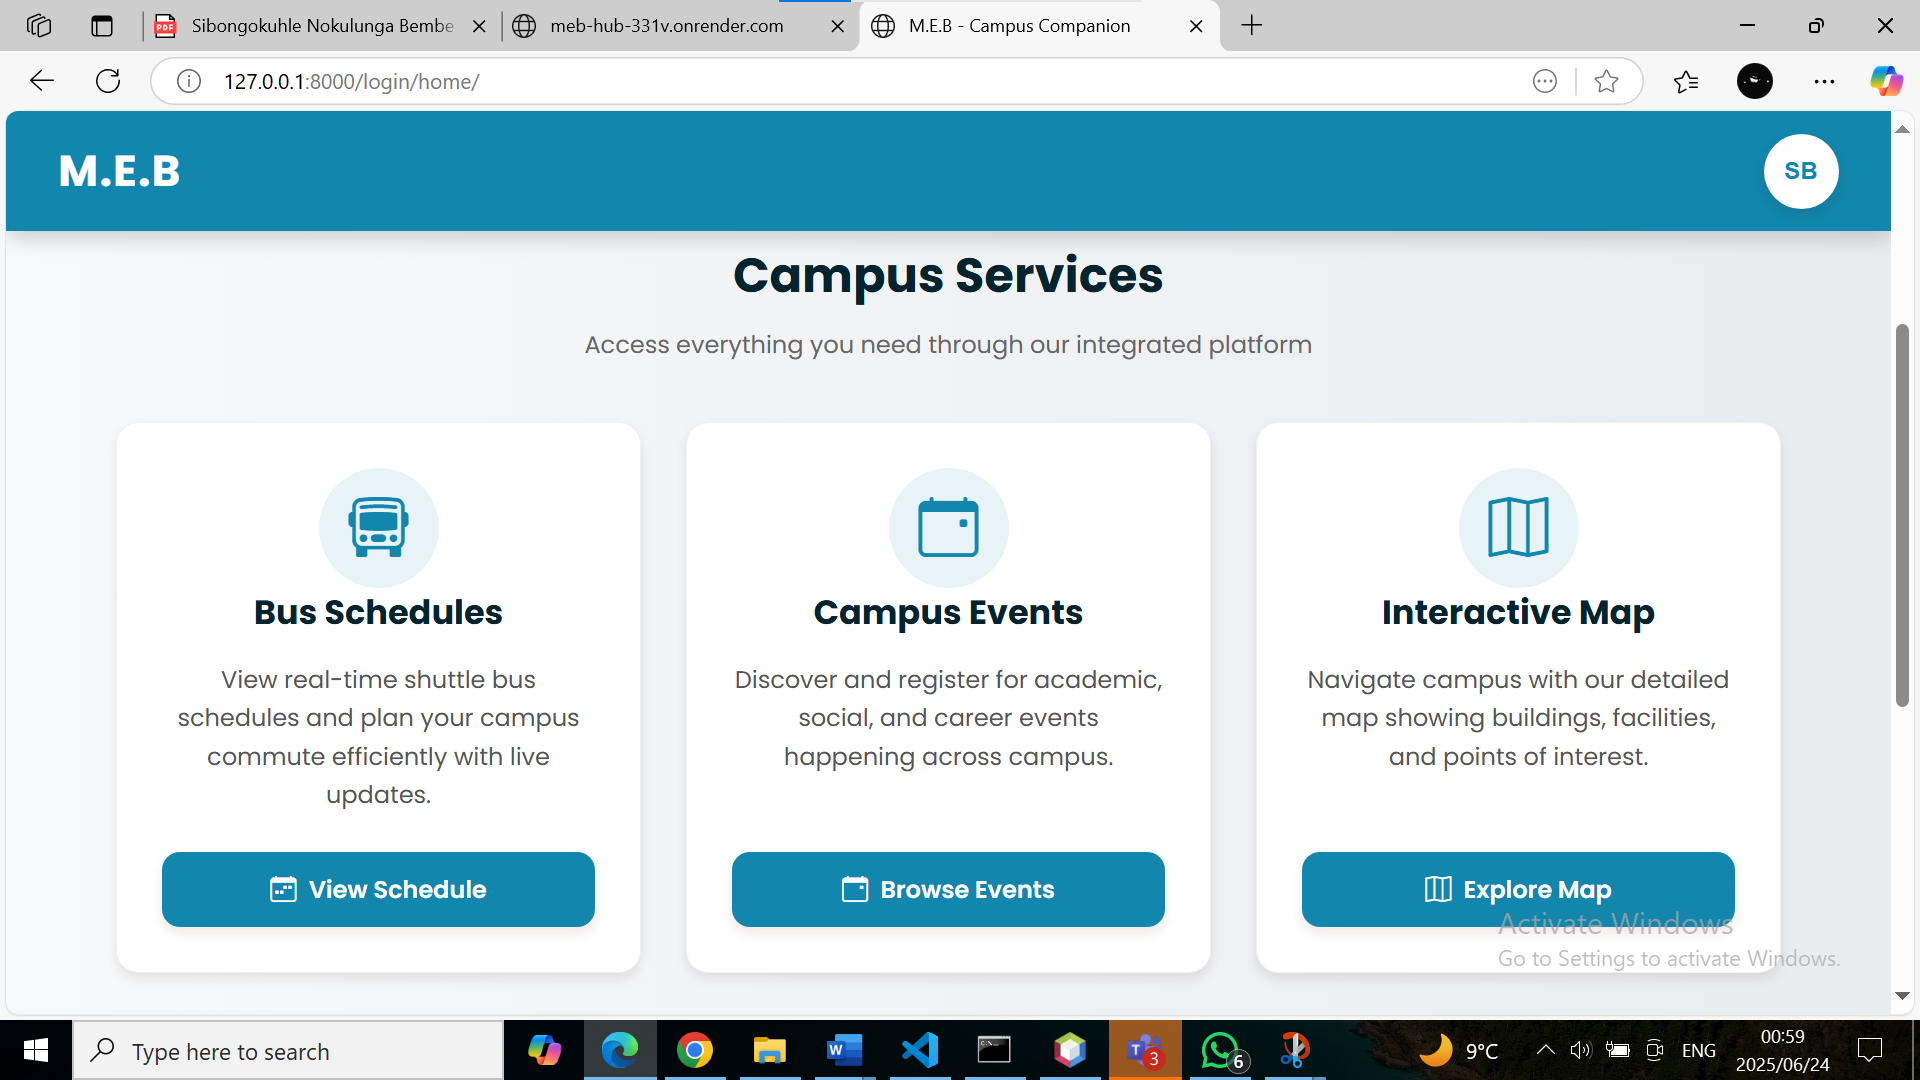 Sibongokuhle Nokulunga Bembe
meb-hub-331v.onrender.com
M.E.B - Campus Companion
127.0.0.1:8000/login/home/
M.E.B
SB
Campus Services
Access everything you need through our integrated platform
Bus Schedules
View real-time shuttle bus
schedules and plan your campus
commute efficiently with live
updates.
View Schedule
Campus Events
Discover and register for academic,
social, and career events
happening across campus.
Browse Events
Interactive Map
Navigate campus with our detailed
map showing buildings, facilities,
and points of interest.
Explore Map
Activate Windows
Go to Settings to activate Windows.
Type here to search
3
6
9°C
ENG
00:59
2025/06/24